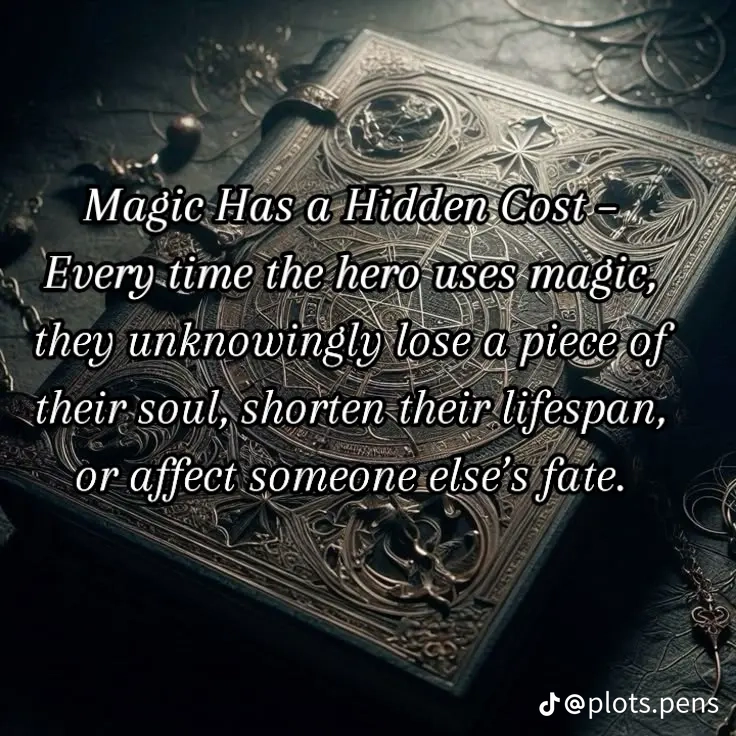 Magic Has a Hidden Cost –
Every time the hero uses magic,
they unknowingly lose a piece of
their soul, shorten their lifespan,
or affect someone else’s fate.
@plots.pens